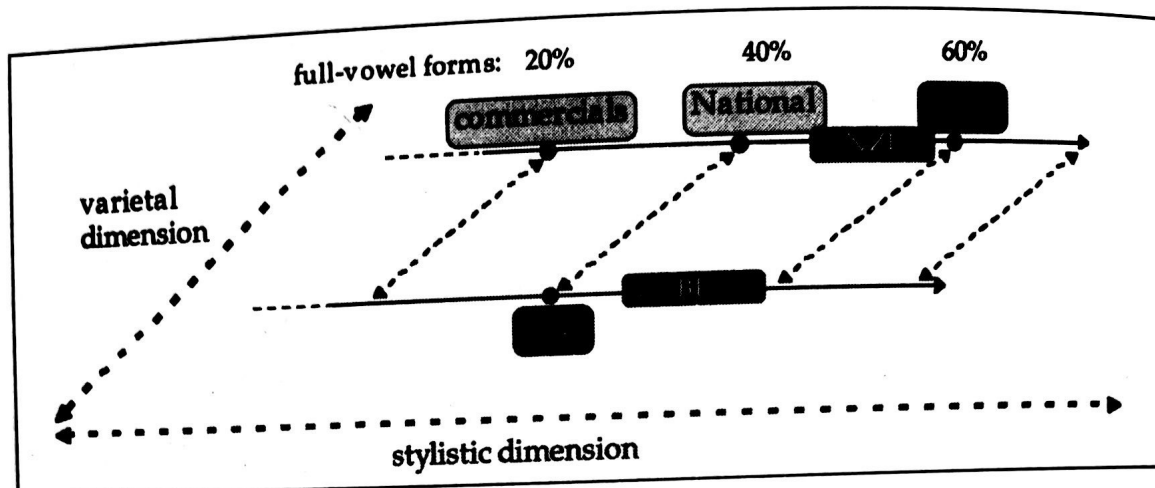 full-vowel forms: 20% 40% 60%
commercials National
varietal
dimension
stylistic dimension